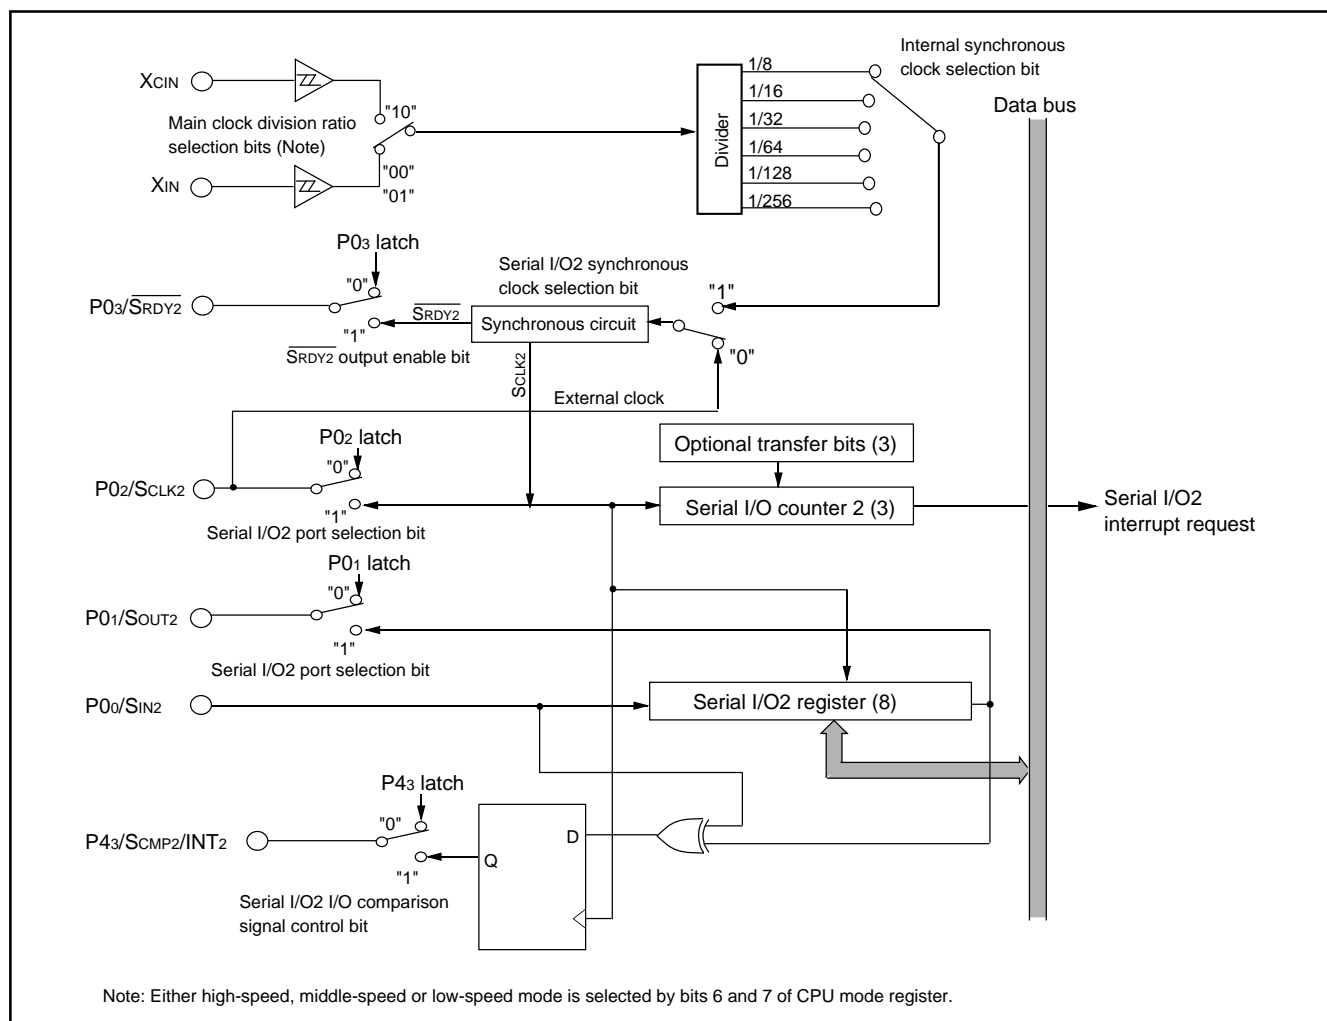 XCIN
"10"
Main clock division ratio
selection bits (Note)
XIN
"00"
"01"
Divider
1/8
1/16
1/32
1/64
1/128
1/256
Internal synchronous
clock selection bit
Data bus
P03 latch
"0"
P03/SRDY2
"1"
SRDY2
SRDY2 output enable bit
Serial I/O2 synchronous
clock selection bit
Synchronous circuit
"1"
"0"
SCLK2
External clock
P02 latch
"0"
P02/SCLK2
"1"
Serial I/O2 port selection bit
Optional transfer bits (3)
Serial I/O counter 2 (3)
Serial I/O2
interrupt request
P01 latch
"0"
P01/SOUT2
"1"
Serial I/O2 port selection bit
P00/SIN2
Serial I/O2 register (8)
P43 latch
"0"
P43/SCMP2/INT2
"1"
Serial I/O2 I/O comparison
signal control bit
D
Q
Note: Either high-speed, middle-speed or low-speed mode is selected by bits 6 and 7 of CPU mode register.